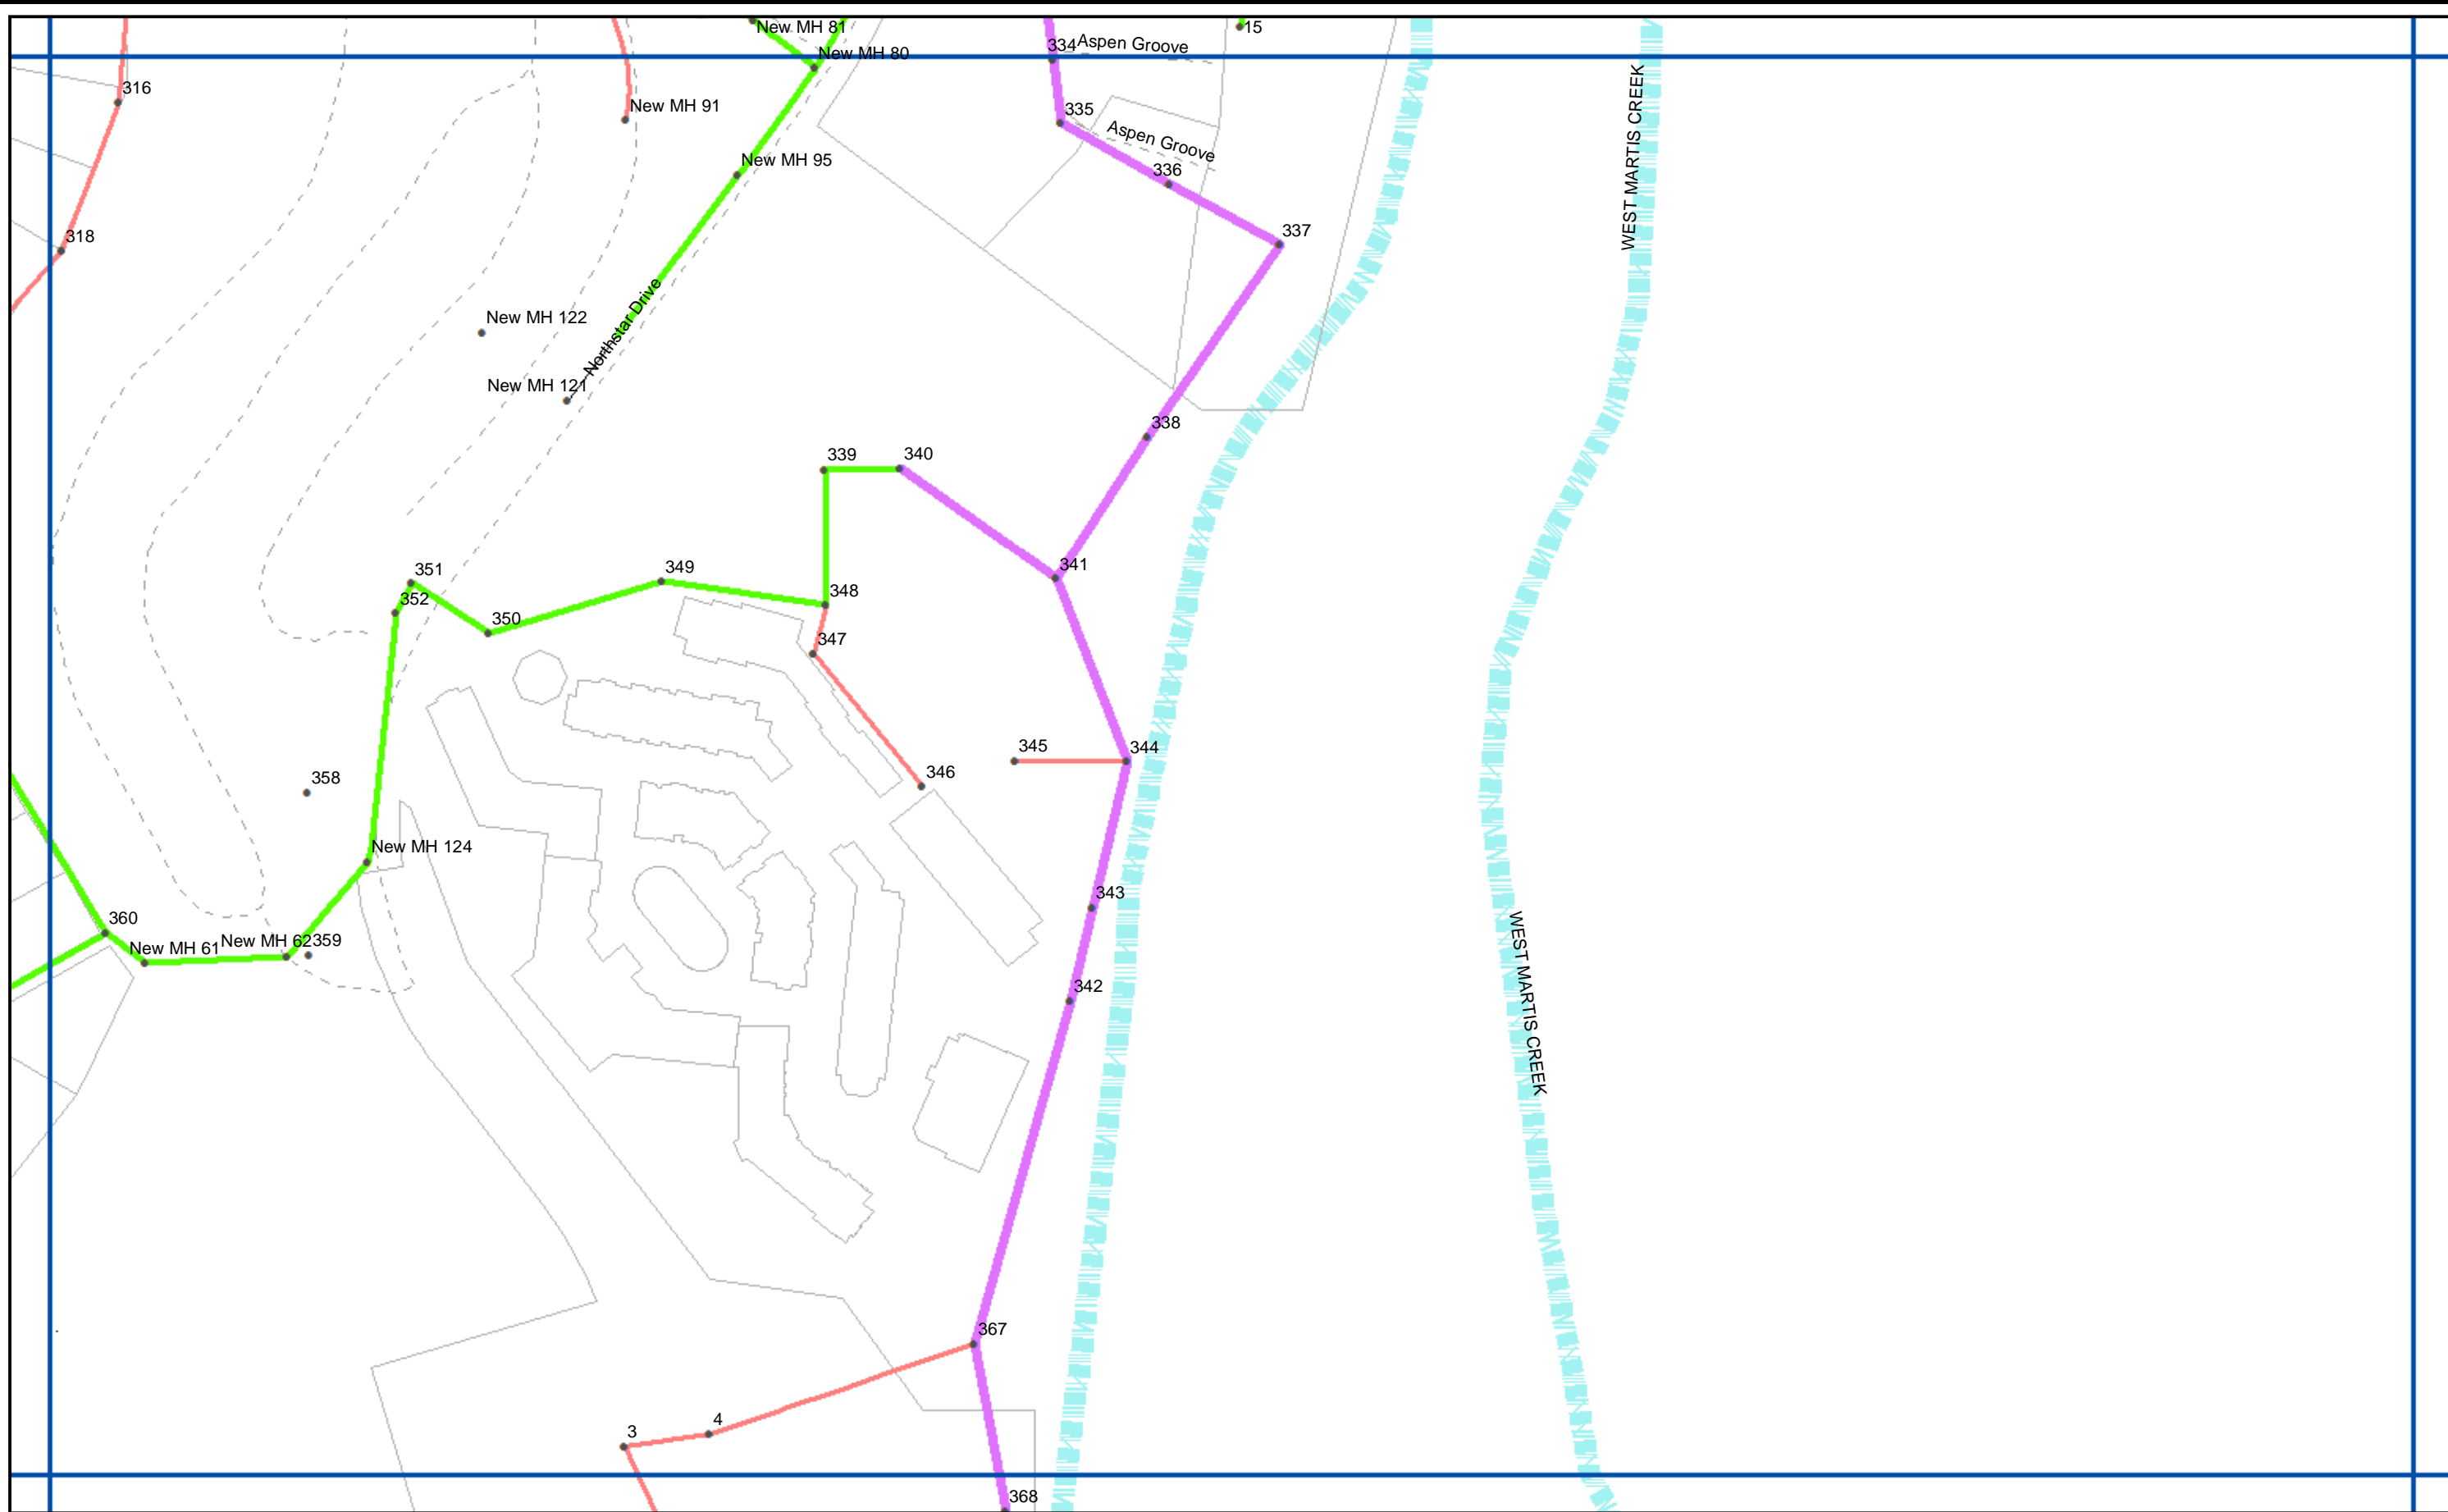 New MH 81
15
334
Aspen Groove
New MH 80
316
New MH 91
335
Aspen Groove
WEST MARTIS CREEK
New MH 95
336
318
337
New MH 122
Northstar Drive
New MH 121
338
339
340
341
351
349
352
348
350
347
345
344
346
358
New MH 124
343
360
New MH 61
New MH 62
359
WEST MARTIS CREEK
342
367
4
3
368